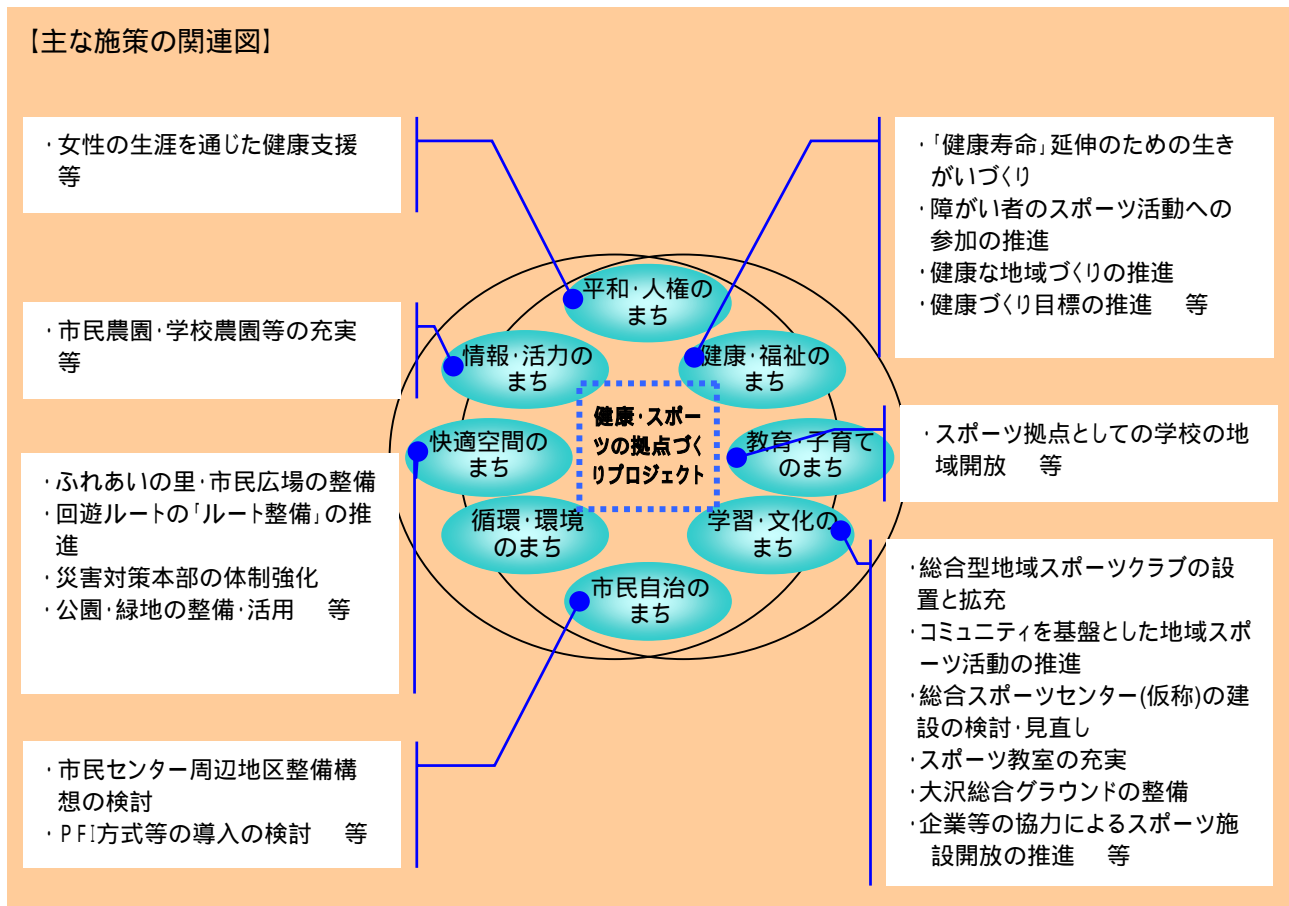 【主な施策の関連図】
・女性の生涯を通じた健康支援
等
・市民農園・学校農園等の充実
等
・ふれあいの里・市民広場の整備
・回遊ルートの「ルート整備」の推
進
・災害対策本部の体制強化
・公園・緑地の整備・活用　等
・市民センター周辺地区整備構
想の検討
・PFI方式等の導入の検討　等
平和・人権の
まち
情報・活力の
まち
健康・福祉の
まち
快適空間の
まち
健康・スポー
ツの拠点づく
りプロジェクト
教育・子育て
のまち
循環・環境
のまち
学習・文化の
まち
市民自治の
まち
・「健康寿命」延伸のための生き
がいづくり
・障がい者のスポーツ活動への
参加の推進
・健康な地域づくりの推進
・健康づくり目標の推進　等
・スポーツ拠点としての学校の地
域開放　等
・総合型地域スポーツクラブの設
置と拡充
・コミュニティを基盤とした地域スポ
ーツ活動の推進
・総合スポーツセンター(仮称)の建
設の検討・見直し
・スポーツ教室の充実
・大沢総合グラウンドの整備
・企業等の協力によるスポーツ施
設開放の推進　等